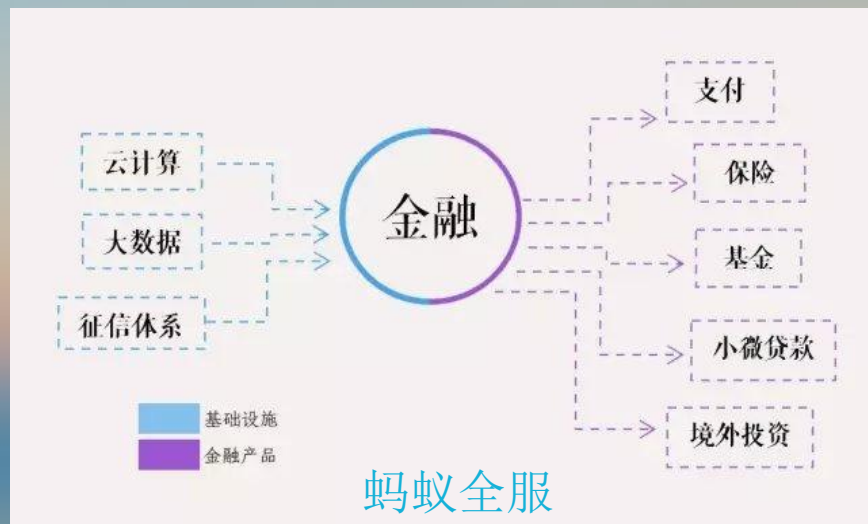 云计算
大数据
征信体系
金融
支付
保险
基金
小微贷款
境外投资
基础设施
金融产品
蚂蚁全服